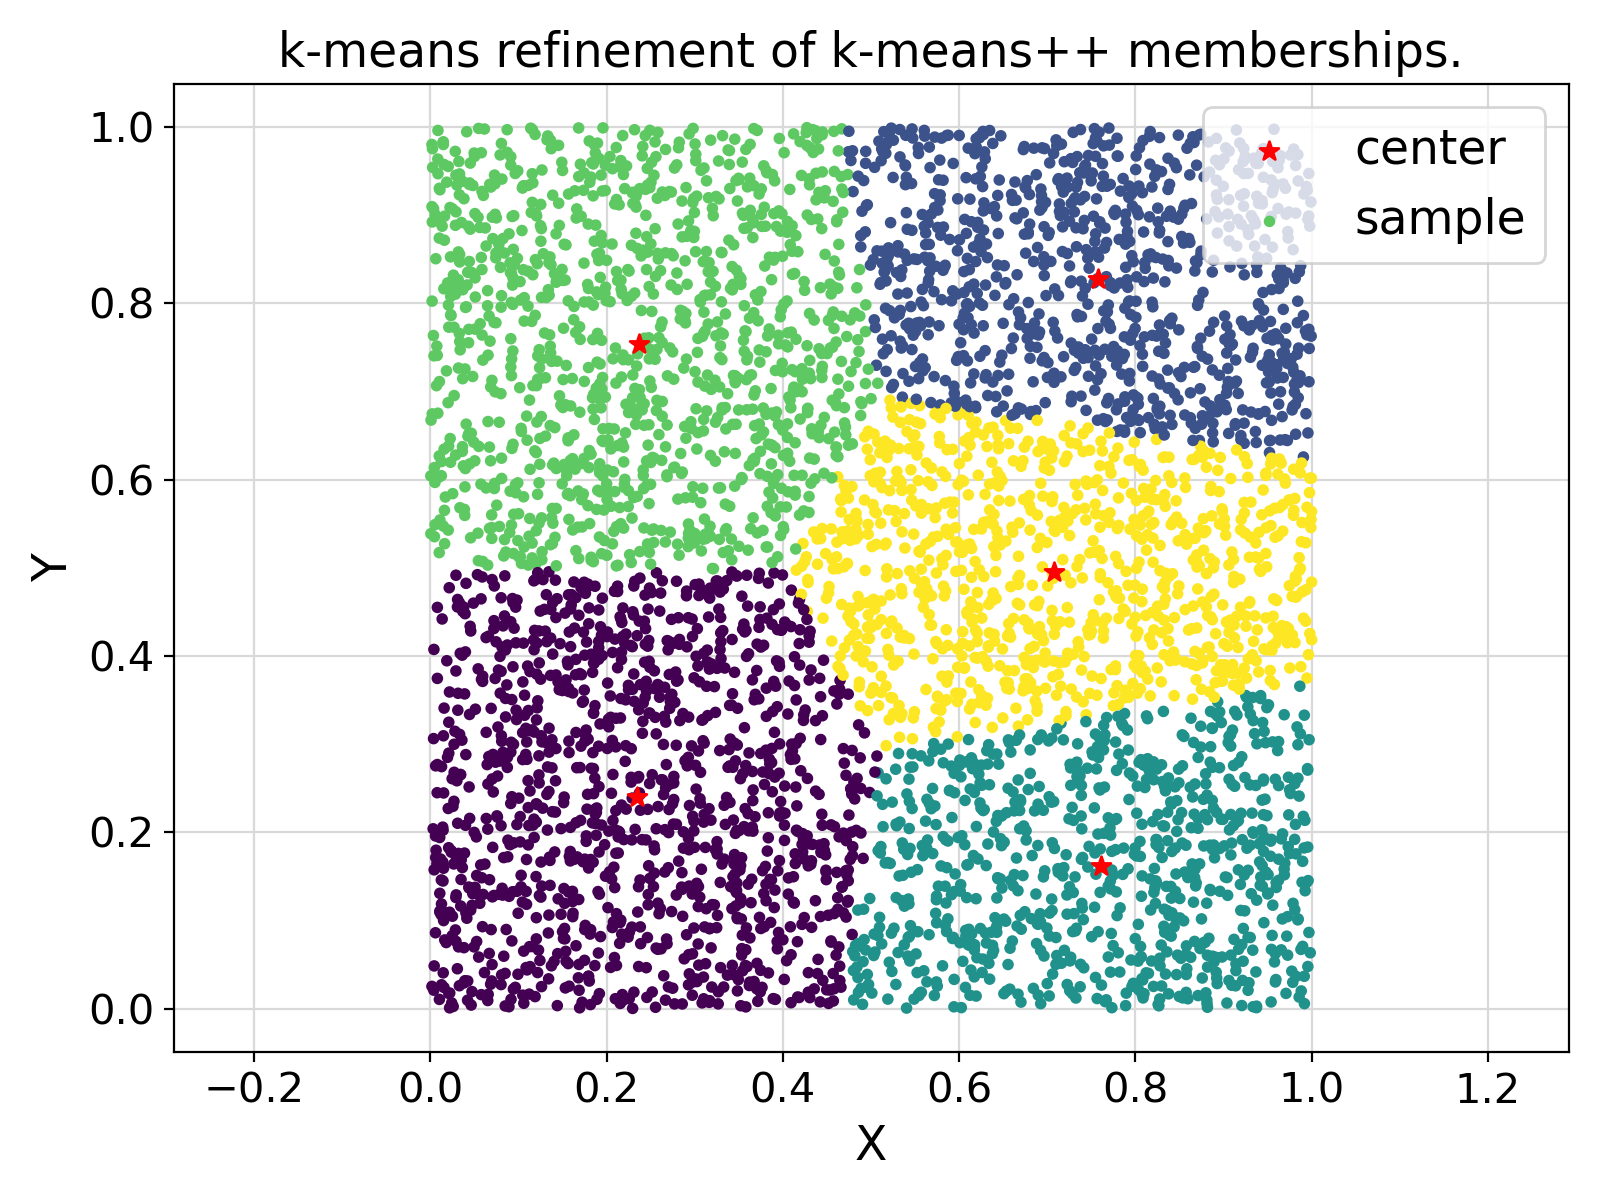 k-means refinement of k-means++ memberships.
center
sample
1.0
0.8
0.6
0.4
0.2
0.0
Y
−0.2 0.0 0.2 0.4 0.6 0.8 1.0 1.2
X